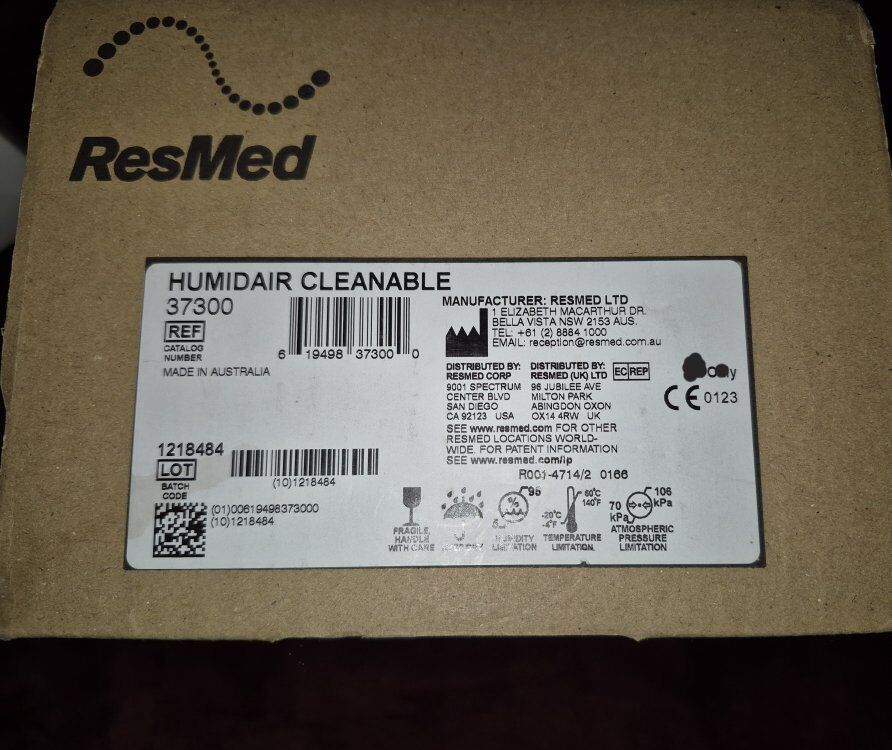 ResMed
HUMIDAIR CLEANABLE
37300
REF
CATALOG
NUMBER
MADE IN AUSTRALIA
6 19498 37300 0
MANUFACTURER: RESMED LTD
1 ELIZABETH MACARTHUR DR.
BELLA VISTA NSW 2153 AUS.
TEL: +61 (2) 8884 1000
EMAIL: reception@resmed.com.au
DISTRIBUTED BY:
RESMED CORP
9001 SPECTRUM
CENTER BLVD
SAN DIEGO
CA 92123 USA
DISTRIBUTED BY:
RESMED (UK) LTD
96 JUBILEE AVE
MILTON PARK
ABINGDON OXON
OX14 4RW UK
EC REP
CE 0123
SEE www.resmed.com FOR OTHER
RESMED LOCATIONS WORLD-
WIDE. FOR PATENT INFORMATION
SEE www.resmed.com/ip
R001-4714/2 0166
1218484
LOT
BATCH
CODE
(10)1218484
(01)00619498373000
(10)1218484
FRAGILE,
HANDLE
WITH CARE
95
%
HUMIDITY
LIMITATION
60°C
140°F
-20°C
-4°F
TEMPERATURE
LIMITATION
106
kPa
70
kPa
ATMOSPHERIC
PRESSURE
LIMITATION